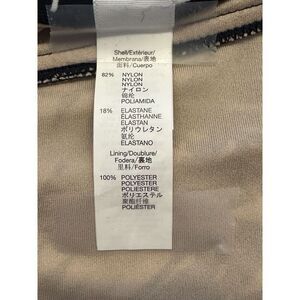 Shell/Extérieur/
Membrana/表地
面料/Cuerpo
82% NYLON
NYLON
ナイロン
锦纶
POLIAMIDA
18% ELASTANE
ÉLASTHANNE
ELASTAN
ポリウレタン
氨纶
ELASTANO
Lining/Doublure/
Fodera/裏地
里料/Forro
100% POLYESTER
POLYESTER
POLIESTERE
ポリエステル
聚酯纤维
POLIÉSTER